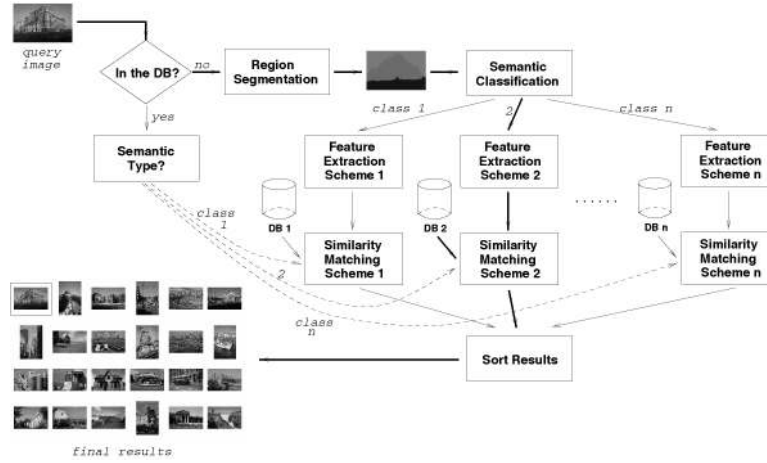 query
image
In the DB?
no
Region
Segmentation
Semantic
Classification
class 1
2
class n
yes
Semantic
Type?
Feature
Extraction
Scheme 1
Feature
Extraction
Scheme 2
Feature
Extraction
Scheme n
......
class
1
DB 1
DB 2
DB n
2
Similarity
Matching
Scheme 1
Similarity
Matching
Scheme 2
Similarity
Matching
Scheme n
class
n
Sort Results
final results